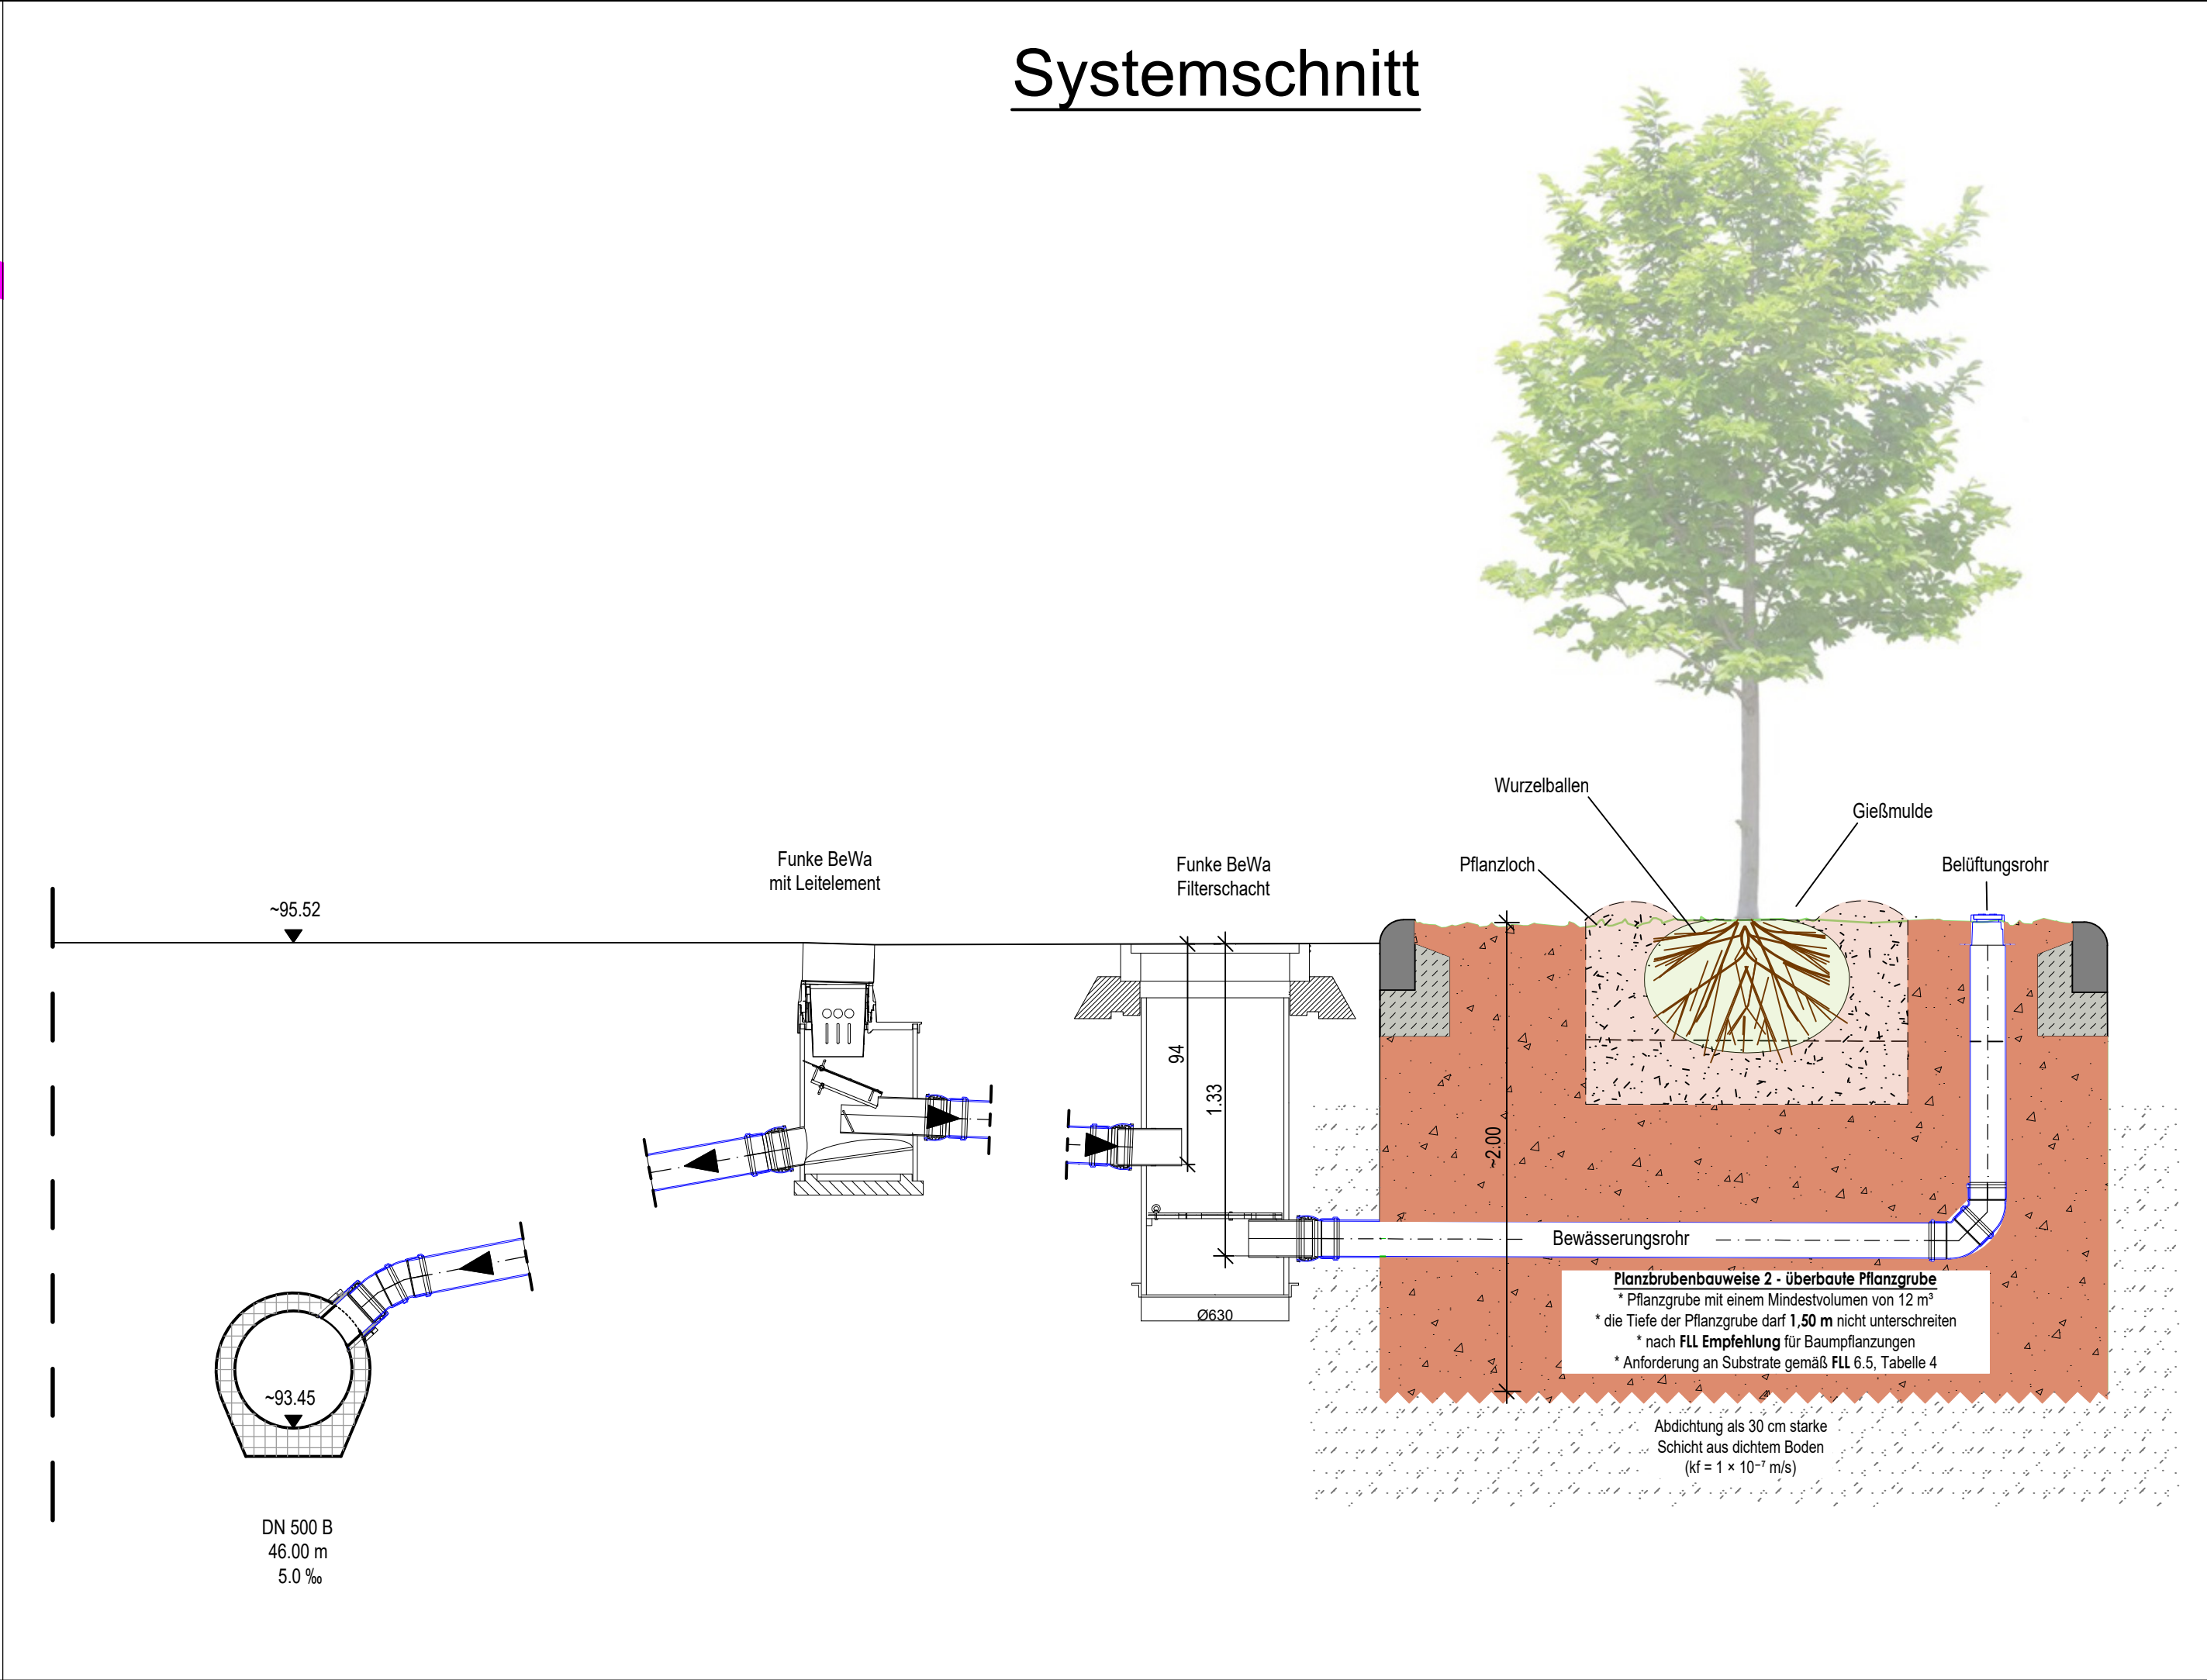 Systemschnitt
Wurzelballen
Gießmulde
Funke BeWa
mit Leitelement
Funke BeWa
Filterschacht
Pflanzloch
Belüftungsrohr
~95.52
94
1.33
~2.00
Bewässerungsrohr
Planzbrubenbauweise 2 - überbaute Pflanzgrube
* Pflanzgrube mit einem Mindestvolumen von 12 m³
* die Tiefe der Pflanzgrube darf 1,50 m nicht unterschreiten
* nach FLL Empfehlung für Baumpflanzungen
* Anforderung an Substrate gemäß FLL 6.5, Tabelle 4
Ø630
~93.45
Abdichtung als 30 cm starke
Schicht aus dichtem Boden
(kf = 1 × 10⁻⁷ m/s)
DN 500 B
46.00 m
5.0 ‰